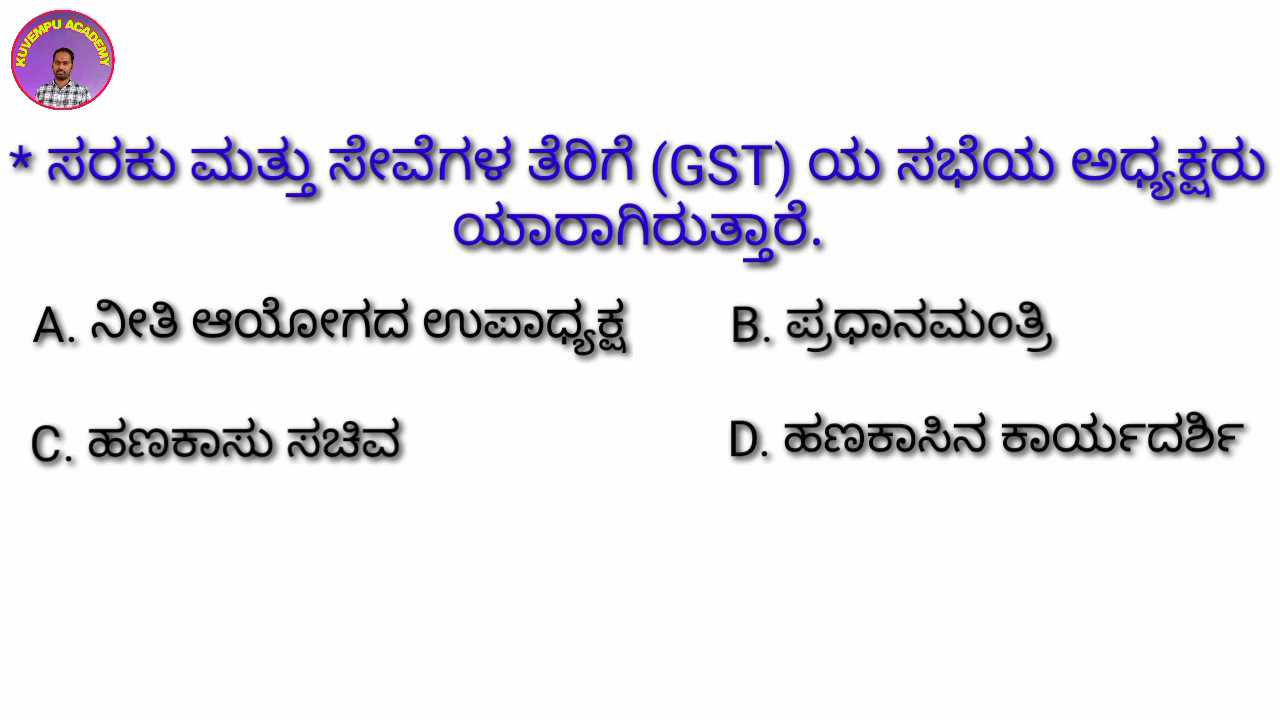 KUVEMPU ACADEMY
* ಸರಕು ಮತ್ತು ಸೇವೆಗಳ ತೆರಿಗೆ (GST) ಯ ಸಭೆಯ ಅಧ್ಯಕ್ಷರು
ಯಾರಾಗಿರುತ್ತಾರೆ.
A. ನೀತಿ ಆಯೋಗದ ಉಪಾಧ್ಯಕ್ಷ
B. ಪ್ರಧಾನಮಂತ್ರಿ
C. ಹಣಕಾಸು ಸಚಿವ
D. ಹಣಕಾಸಿನ ಕಾರ್ಯದರ್ಶಿ